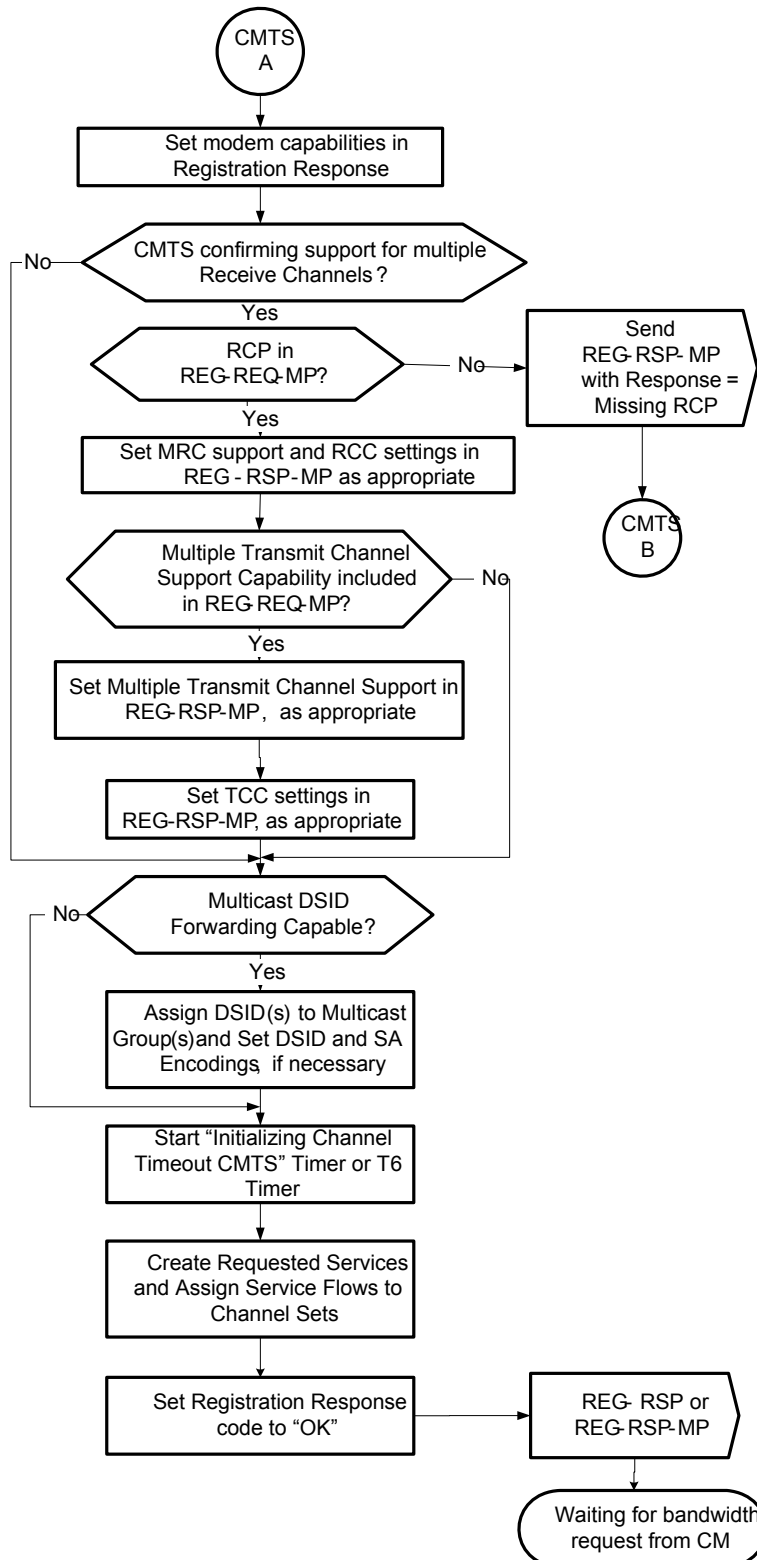 CMTS
A
Set modem capabilities in
Registration Response
CMTS confirming support for multiple
Receive Channels?
No
Yes
RCP in
REG-REQ-MP?
No
Send
REG-RSP-MP
with Response =
Missing RCP
Yes
Set MRC support and RCC settings in
REG-RSP-MP as appropriate
CMTS
B
Multiple Transmit Channel
Support Capability included
in REG-REQ-MP?
No
Yes
Set Multiple Transmit Channel Support in
REG-RSP-MP, as appropriate
Set TCC settings in
REG-RSP-MP, as appropriate
Multicast DSID
Forwarding Capable?
No
Yes
Assign DSID(s) to Multicast
Group(s)and Set DSID and SA
Encodings, if necessary
Start “Initializing Channel
Timeout CMTS” Timer or T6
Timer
Create Requested Services
and Assign Service Flows to
Channel Sets
Set Registration Response
code to “OK”
REG-RSP or
REG-RSP-MP
Waiting for bandwidth
request from CM